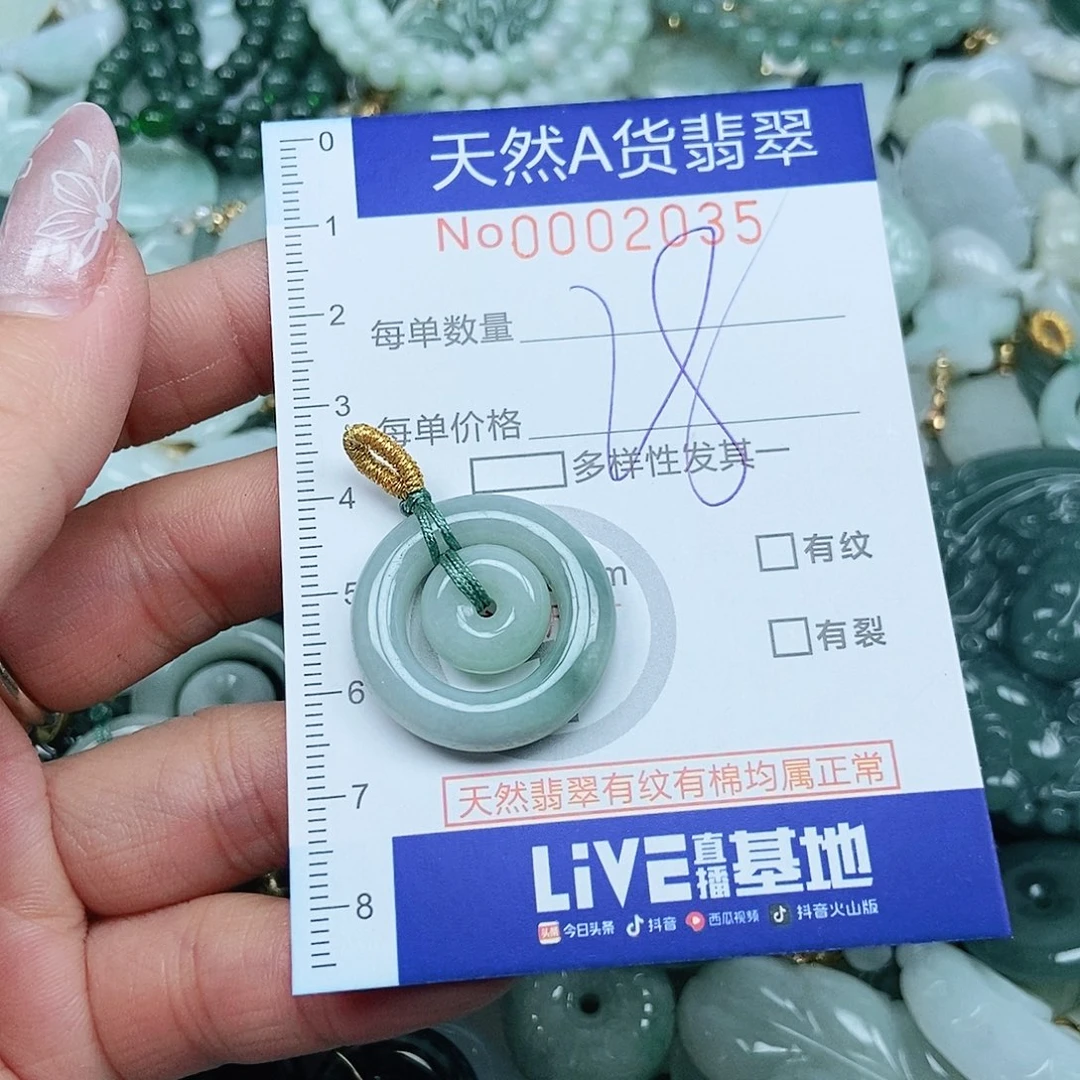 天然A货翡翠
No0002035
每单数量
18
每单价格
多样性发其一
m
有纹
有裂
天然翡翠有纹有棉均属正常
LiVE直播基地
头条 今日头条 抖音 西瓜视频 抖音火山版
0
1
2
3
4
5
6
7
8